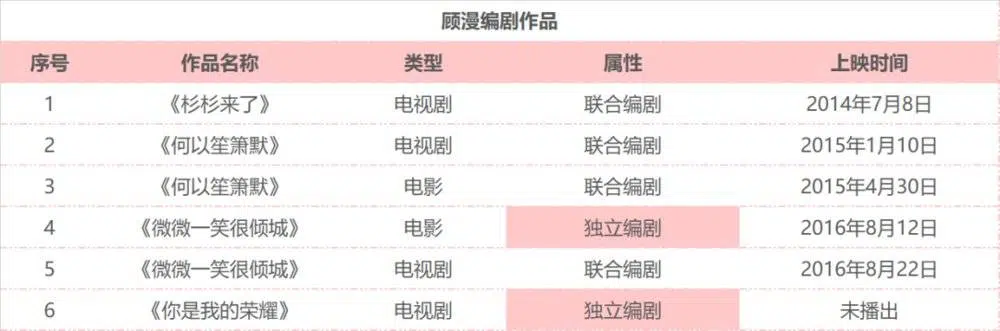 顾漫编剧作品
序号 作品名称 类型 属性 上映时间
1 《杉杉来了》 电视剧 联合编剧 2014年7月8日
2 《何以笙箫默》 电视剧 联合编剧 2015年1月10日
3 《何以笙箫默》 电影 联合编剧 2015年4月30日
4 《微微一笑很倾城》 电影 独立编剧 2016年8月12日
5 《微微一笑很倾城》 电视剧 联合编剧 2016年8月22日
6 《你是我的荣耀》 电视剧 独立编剧 未播出